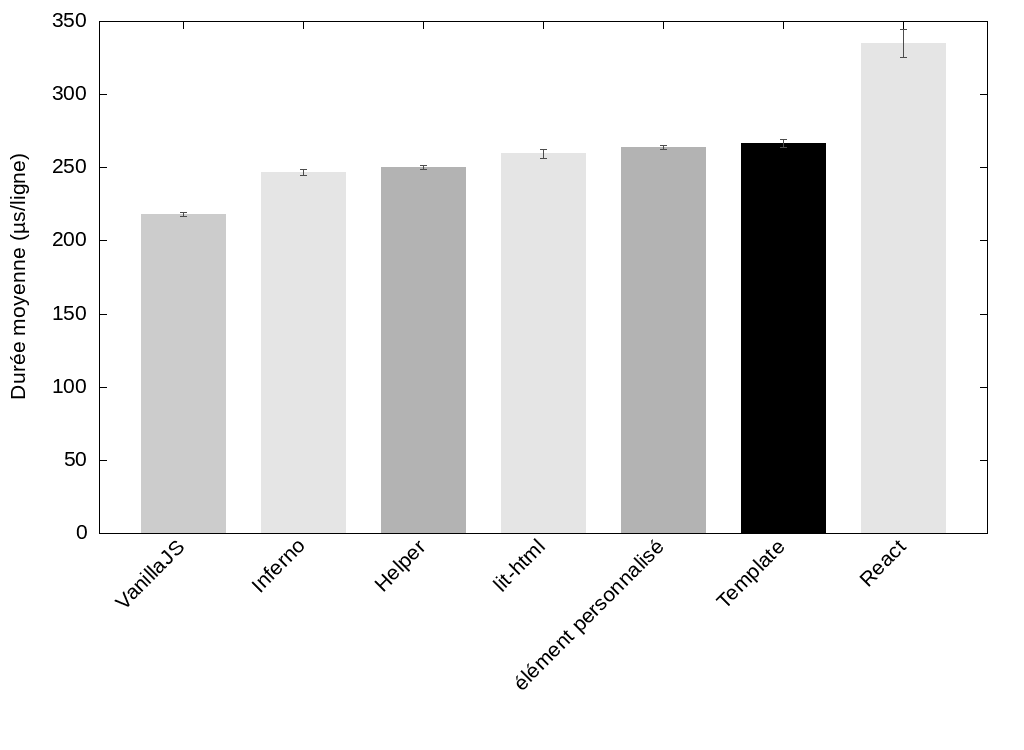 350
300
250
200
150
100
50
0
Durée moyenne (µs/ligne)
VanillaJS
Inferno
Helper
lit-html
élément personnalisé
Template
React